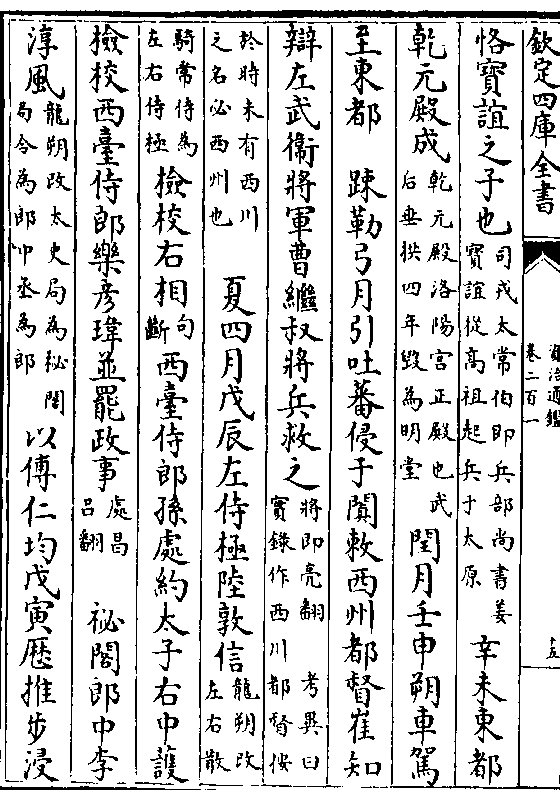 欽定四庫全書
資治通鑑
卷二百一
十五
恪寶誼之子也司戎太常伯即兵部尚書姜寶誼從高祖起兵于太原辛未東都
乾元殿成乾元殿洛陽宮正殿也武后垂拱四年毀為明堂閏月壬申朔車駕
至東都 踈勒弓月引吐蕃侵于闐敕西州都督崔知
辯左武衞將軍曹繼叔將兵救之將即亮翻 考異曰實錄作西川都督按
於時未有西川之名必西州也 夏四月戊辰左侍極陸敦信龍朔改左右散
騎常侍為左右侍極檢校右相句斷西臺侍郎孫處約太子右中護
檢校西臺侍郎樂彥瑋並罷政事處昌呂翻 祕閣郎中李
淳風龍朔改太史局為祕閣局令為郎中丞為郎以傅仁均戊寅歷推步浸